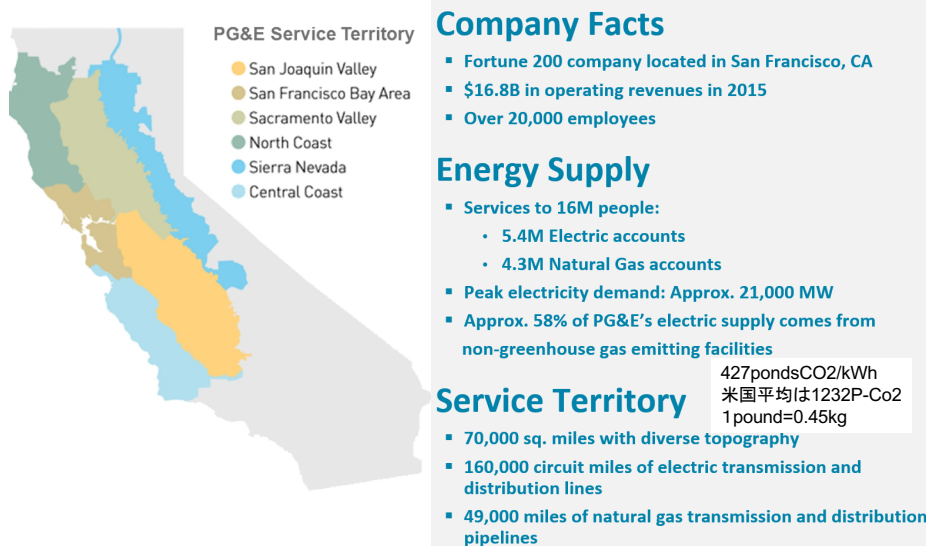 PG&E Service Territory
San Joaquin Valley
San Francisco Bay Area
Sacramento Valley
North Coast
Sierra Nevada
Central Coast
Company Facts
▪ Fortune 200 company located in San Francisco, CA
▪ $16.8B in operating revenues in 2015
▪ Over 20,000 employees
Energy Supply
▪ Services to 16M people:
• 5.4M Electric accounts
• 4.3M Natural Gas accounts
▪ Peak electricity demand: Approx. 21,000 MW
▪ Approx. 58% of PG&E’s electric supply comes from
non-greenhouse gas emitting facilities
427pondsCO2/kWh
米国平均は1232P-Co2
1pound=0.45kg
Service Territory
▪ 70,000 sq. miles with diverse topography
▪ 160,000 circuit miles of electric transmission and
distribution lines
▪ 49,000 miles of natural gas transmission and distribution
pipelines